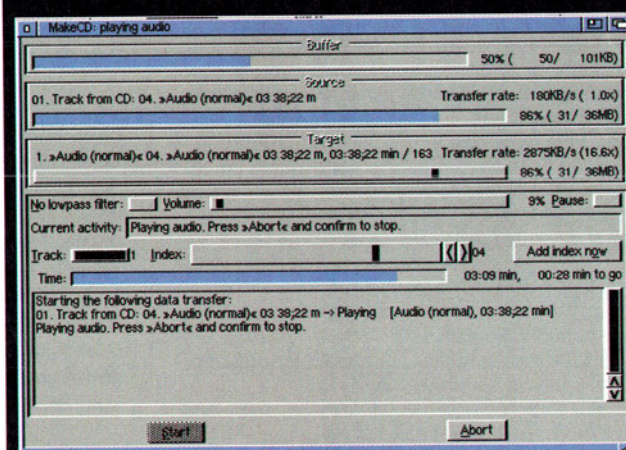 MakeCD: playing audio
Buffer
50% ( 50/ 101KB)
Source
01. Track from CD: 04. »Audio (normal)« 03 38;22 m Transfer rate: 180KB/s ( 1.0x)
86% ( 31/ 36MB)
Target
1. »Audio (normal)« 04. »Audio (normal)« 03 38;22 m, 03:38;22 min / 163 Transfer rate: 2875KB/s (16.6x)
86% ( 31/ 36MB)
No lowpass filter: Volume: 9% Pause:
Current activity: Playing audio. Press »Abort« and confirm to stop.
Track: 1 Index: 04 Add index now
Time: 03:09 min, 00:28 min to go
Starting the following data transfer:
01. Track from CD: 04. »Audio (normal)« 03 38;22 m -> Playing [Audio (normal), 03:38;22 min]
Playing audio. Press »Abort« and confirm to stop.
Start Abort